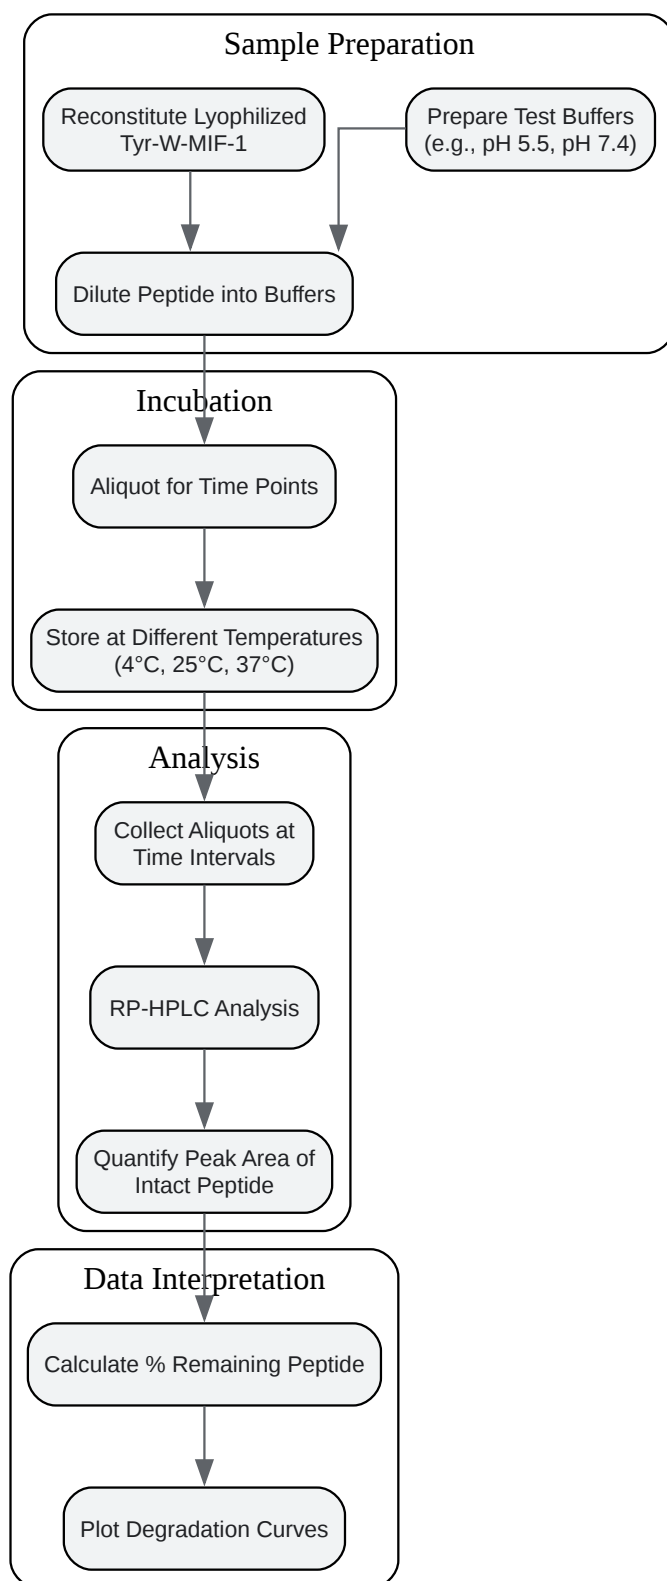 Sample Preparation
Reconstitute Lyophilized
Tyr-W-MIF-1
Prepare Test Buffers
(e.g., pH 5.5, pH 7.4)
Dilute Peptide into Buffers
Incubation
Aliquot for Time Points
Store at Different Temperatures
(4°C, 25°C, 37°C)
Analysis
Collect Aliquots at
Time Intervals
RP-HPLC Analysis
Quantify Peak Area of
Intact Peptide
Data Interpretation
Calculate % Remaining Peptide
Plot Degradation Curves